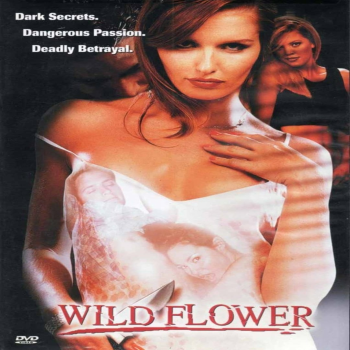 Dark Secrets.
Dangerous Passion.
Deadly Betrayal.
WILD FLOWER
DVD